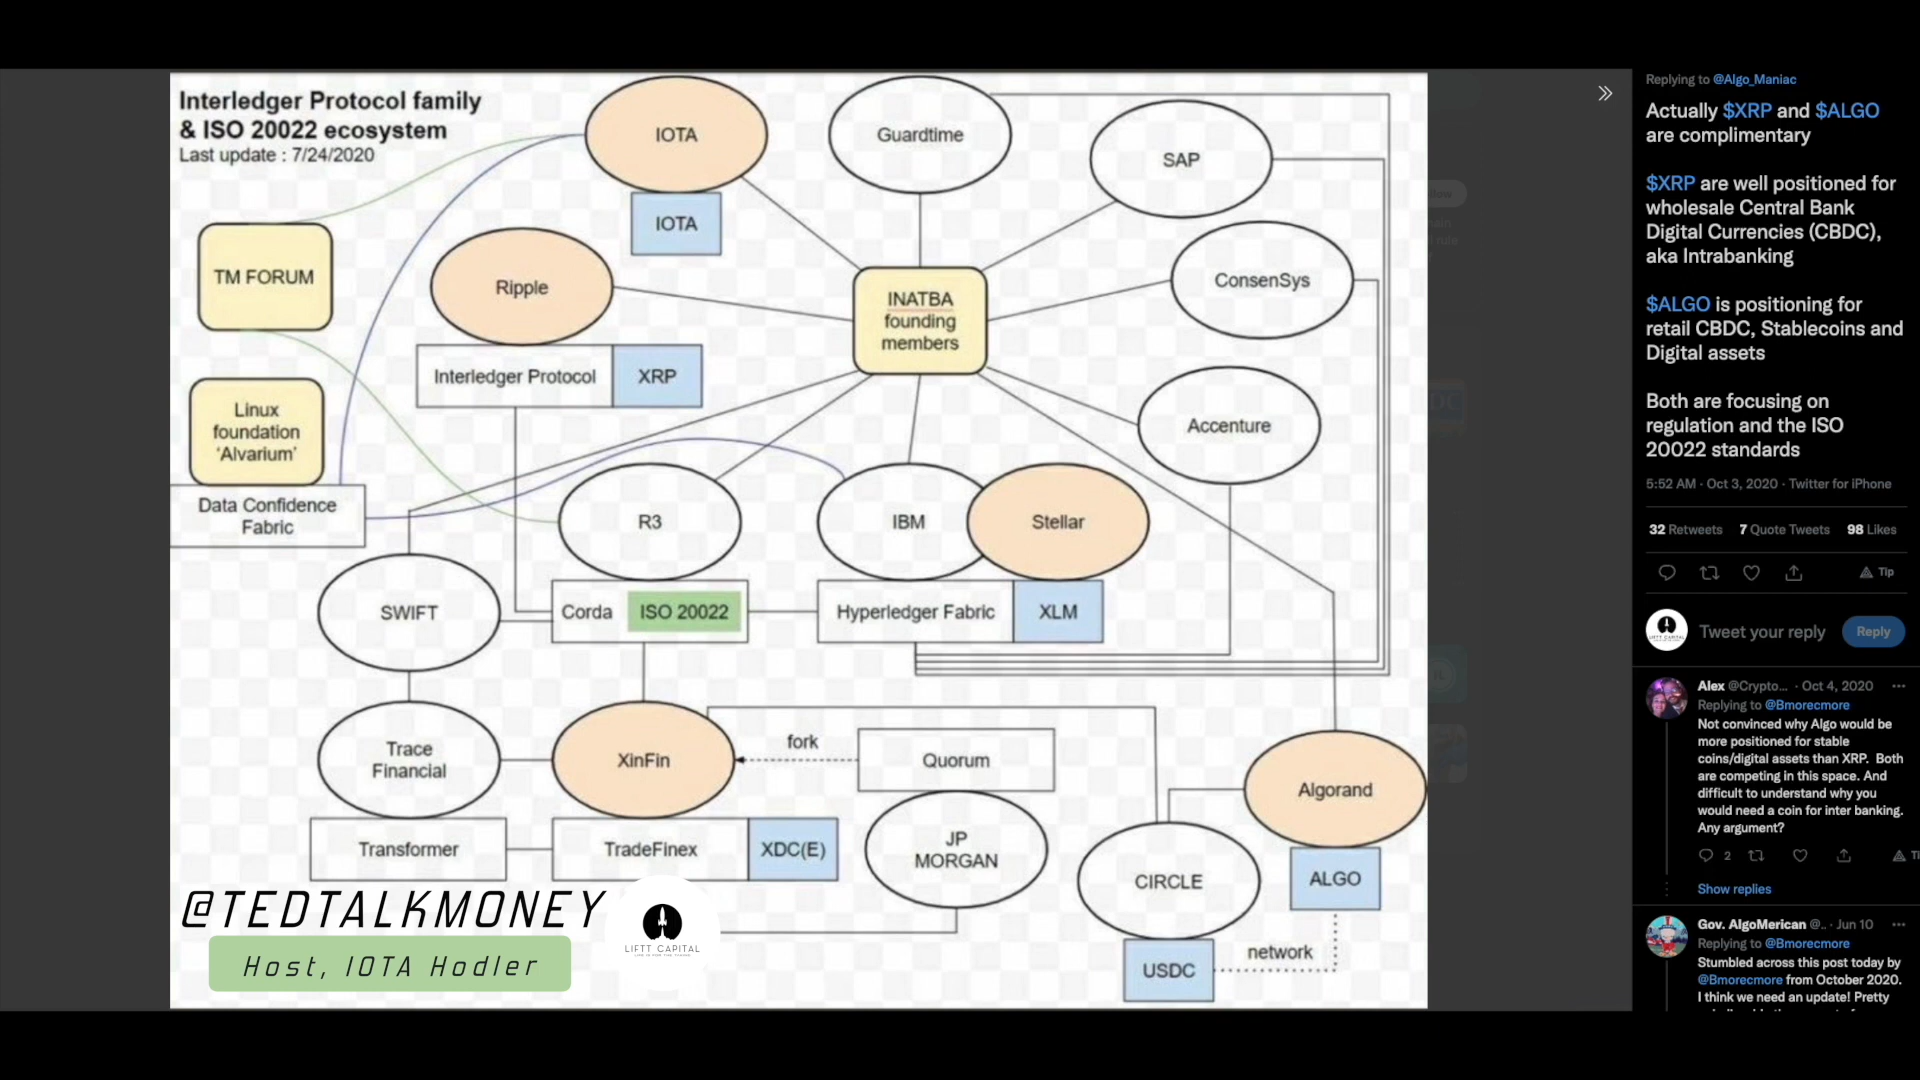 Interledger Protocol family
& ISO 20022 ecosystem
Last update : 7/24/2020
IOTA
IOTA
Guardtime
SAP
TM FORUM
Ripple
Interledger Protocol
XRP
INATBA
founding
members
ConsenSys
Accenture
Linux
foundation
‘Alvarium’
Data Confidence
Fabric
R3
IBM
Stellar
SWIFT
Corda
ISO 20022
Hyperledger Fabric
XLM
Trace
Financial
XinFin
fork
Quorum
Algorand
Transformer
TradeFinex
XDC(E)
JP
MORGAN
CIRCLE
ALGO
USDC
network
@TEDTALKMONEY
Host, IOTA Hodler
LIFTT CAPITAL
Replying to @Algo_Maniac
Actually $XRP and $ALGO
are complimentary
$XRP are well positioned for
wholesale Central Bank
Digital Currencies (CBDC),
aka Intrabanking
$ALGO is positioning for
retail CBDC, Stablecoins and
Digital assets
Both are focusing on
regulation and the ISO
20022 standards
5:52 AM · Oct 3, 2020 · Twitter for iPhone
32 Retweets 7 Quote Tweets 98 Likes
Tip
Tweet your reply
Reply
Alex @Crypto... · Oct 4, 2020
Replying to @Bmorecmore
Not convinced why Algo would be
more positioned for stable
coins/digital assets than XRP. Both
are competing in this space. And
difficult to understand why you
would need a coin for inter banking.
Any argument?
2
Show replies
Gov. AlgoMerican @.. · Jun 10
Replying to @Bmorecmore
Stumbled across this post today by
@Bmorecmore from October 2020.
I think we need an update! Pretty